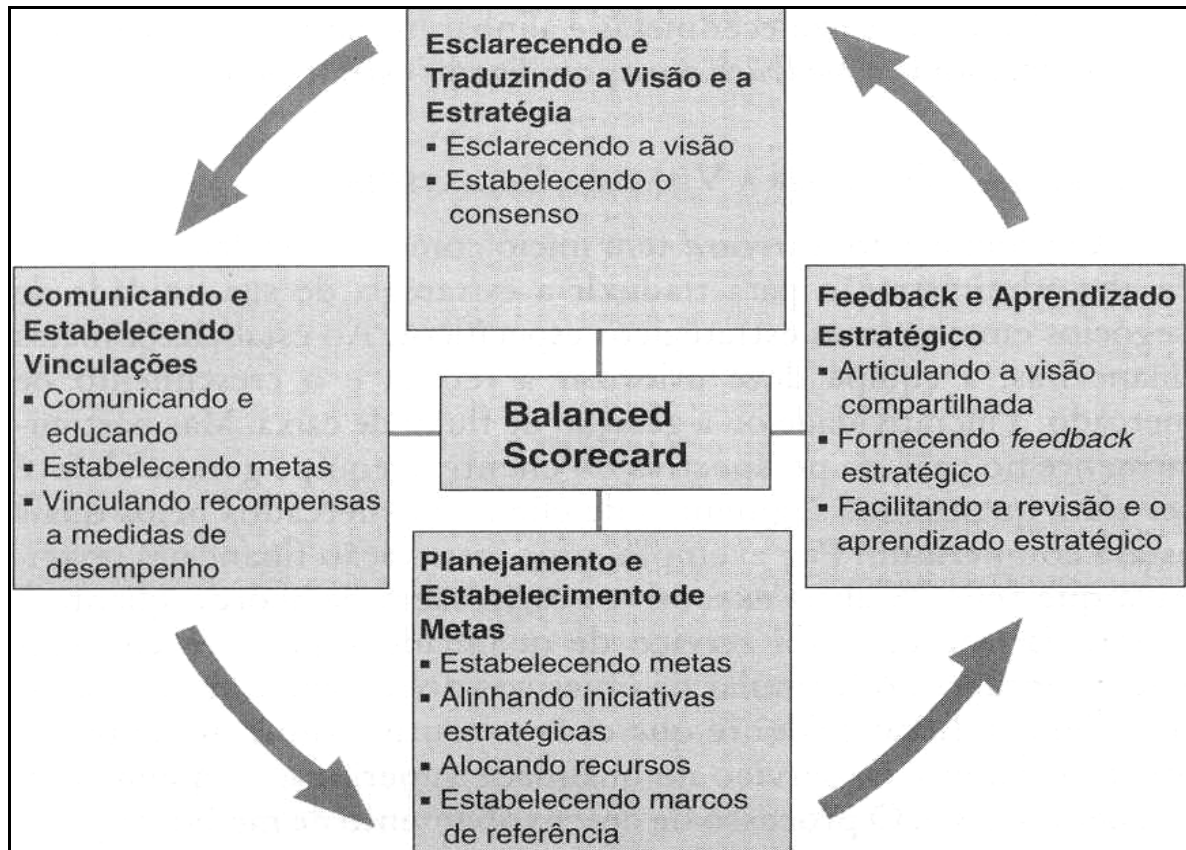 Esclarecendo e
Traduzindo a Visão e a
Estratégia
▪ Esclarecendo a visão
▪ Estabelecendo o
consenso
Comunicando e
Estabelecendo
Vinculações
▪ Comunicando e
educando
▪ Estabelecendo metas
▪ Vinculando recompensas
a medidas de
desempenho
Balanced
Scorecard
Feedback e Aprendizado
Estratégico
▪ Articulando a visão
compartilhada
▪ Fornecendo feedback
estratégico
▪ Facilitando a revisão e o
aprendizado estratégico
Planejamento e
Estabelecimento de
Metas
▪ Estabelecendo metas
▪ Alinhando iniciativas
estratégicas
▪ Alocando recursos
▪ Estabelecendo marcos
de referência